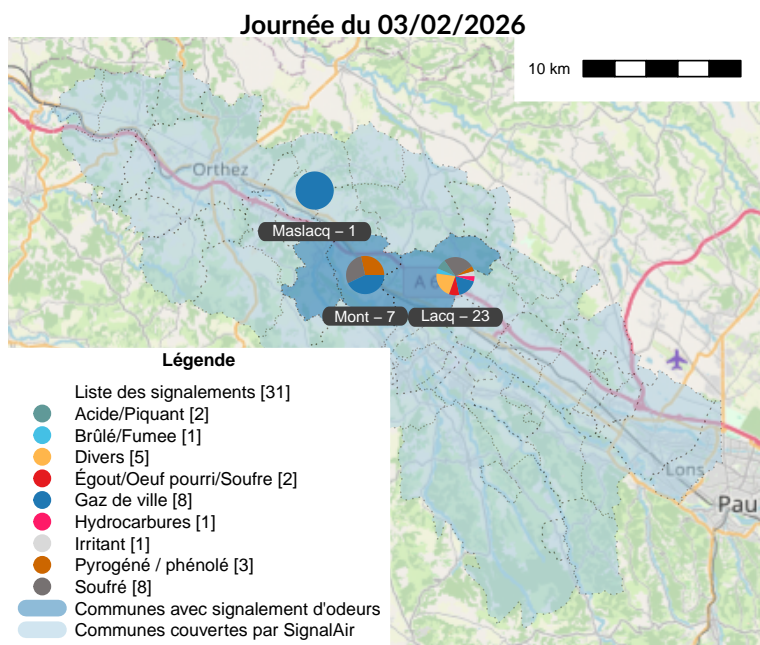 Journée du 03/02/2026
10 km
Orthez
Maslacq – 1
A 6
Mont – 7
Lacq – 23
Lons
Pau
Légende
Liste des signalements [31]
Acide/Piquant [2]
Brûlé/Fumee [1]
Divers [5]
Égout/Oeuf pourri/Soufre [2]
Gaz de ville [8]
Hydrocarbures [1]
Irritant [1]
Pyrogéné / phénolé [3]
Soufré [8]
Communes avec signalement d'odeurs
Communes couvertes par SignalAir